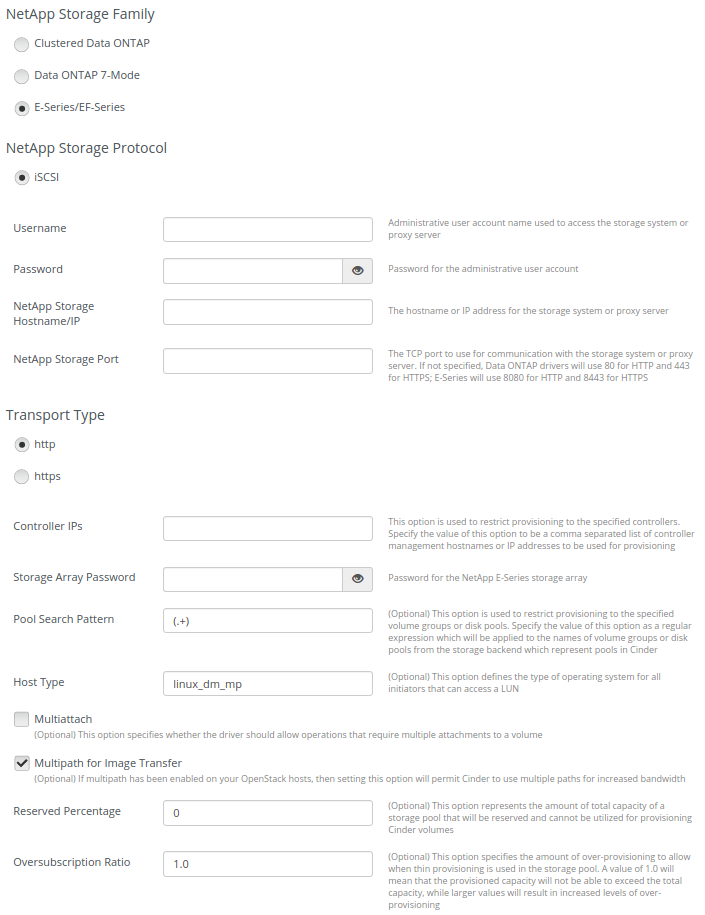 NetApp Storage Family
Clustered Data ONTAP
Data ONTAP 7-Mode
E-Series/EF-Series
NetApp Storage Protocol
iSCSI
Username
Administrative user account name used to access the storage system or
proxy server
Password
Password for the administrative user account
NetApp Storage
Hostname/IP
The hostname or IP address for the storage system or proxy server
NetApp Storage Port
The TCP port to use for communication with the storage system or proxy
server. If not specified, Data ONTAP drivers will use 80 for HTTP and 443
for HTTPS; E-Series will use 8080 for HTTP and 8443 for HTTPS
Transport Type
http
https
Controller IPs
This option is used to restrict provisioning to the specified controllers.
Specify the value of this option to be a comma separated list of controller
management hostnames or IP addresses to be used for provisioning
Storage Array Password
Password for the NetApp E-Series storage array
Pool Search Pattern
(.+)
(Optional) This option is used to restrict provisioning to the specified
volume groups or disk pools. Specify the value of this option as a regular
expression which will be applied to the names of volume groups or disk
pools from the storage backend which represent pools in Cinder
Host Type
linux_dm_mp
(Optional) This option defines the type of operating system for all
initiators that can access a LUN
Multiattach
(Optional) This option specifies whether the driver should allow operations that require multiple attachments to a volume
Multipath for Image Transfer
(Optional) If multipath has been enabled on your OpenStack hosts, then setting this option will permit Cinder to use multiple paths for increased bandwidth
Reserved Percentage
0
(Optional) This option represents the amount of total capacity of a
storage pool that will be reserved and cannot be utilized for provisioning
Cinder volumes
Oversubscription Ratio
1.0
(Optional) This option specifies the amount of over-provisioning to allow
when thin provisioning is used in the storage pool. A value of 1.0 will
mean that the provisioned capacity will not be able to exceed the total
capacity, while larger values will result in increased levels of over-
provisioning